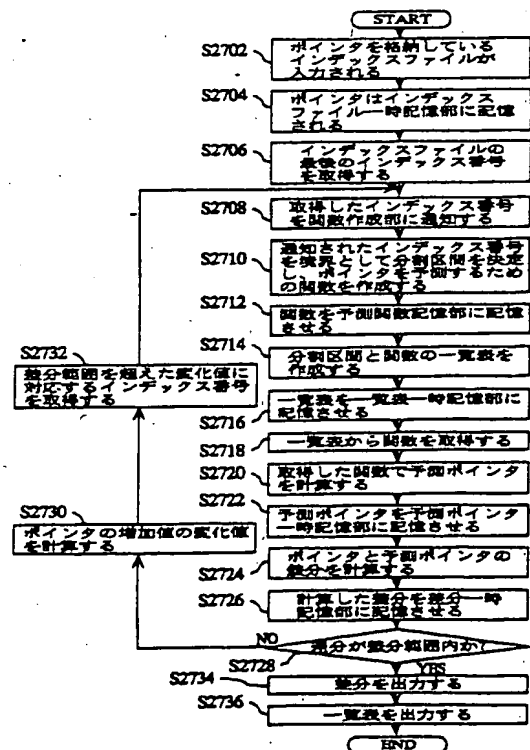 START
S2702
ポインタを格納している
インデックスファイルが
入力される
S2704
ポインタはインデックス
ファイル一時記憶部に記憶
される
S2706
インデックスファイルの
最後のインデックス番号
を取得する
S2708
取得したインデックス番号
を関数作成部に通知する
S2710
通知されたインデックス番号
を境界として分割区間を決定
し、ポインタを予測するため
の関数を作成する
S2712
関数を予測関数記憶部に記憶
させる
S2714
分割区間と関数の一覧表を
作成する
S2716
一覧表を一覧表一時記憶部に
記憶させる
S2718
一覧表から関数を取得する
S2720
取得した関数で予測ポインタ
を計算する
S2722
予測ポインタを予測ポインタ
一時記憶部に記憶させる
S2724
ポインタと予測ポインタの
差分を計算する
S2726
計算した差分を差分一時
記憶部に記憶させる
S2728
差分が差分範囲内か?
NO
YES
S2730
ポインタの増加値の変化値
を計算する
S2732
差分範囲を超えた変化値に
対応するインデックス番号
を取得する
S2734
差分を出力する
S2736
一覧表を出力する
END